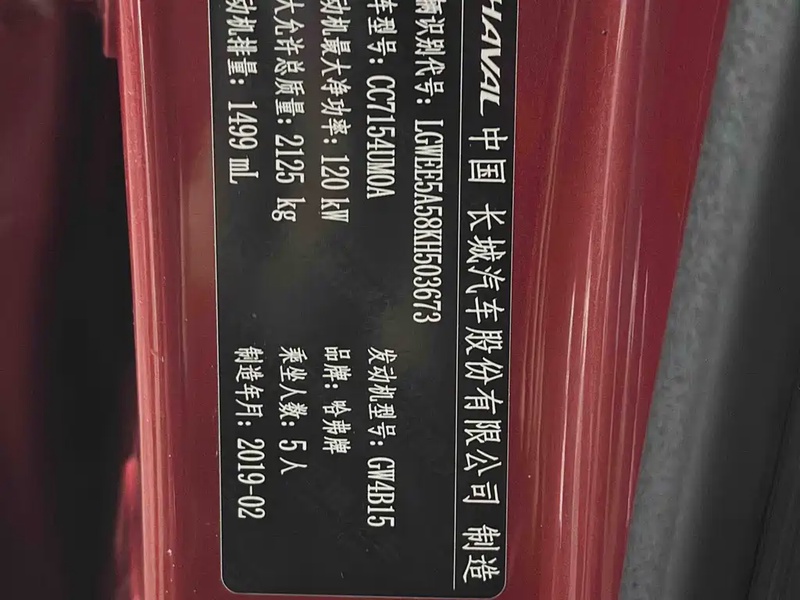 HAVAL 中国 长城汽车股份有限公司 制造
辆识别代号：LGWEE5A58KH503673
车型号：CC7154UM0A 发动机型号：GW4B15
动机最大净功率：120 kW 品牌：哈弗牌
大允许总质量：2125 kg 乘坐人数：5人
动机排量：1499 mL 制造年月：2019-02